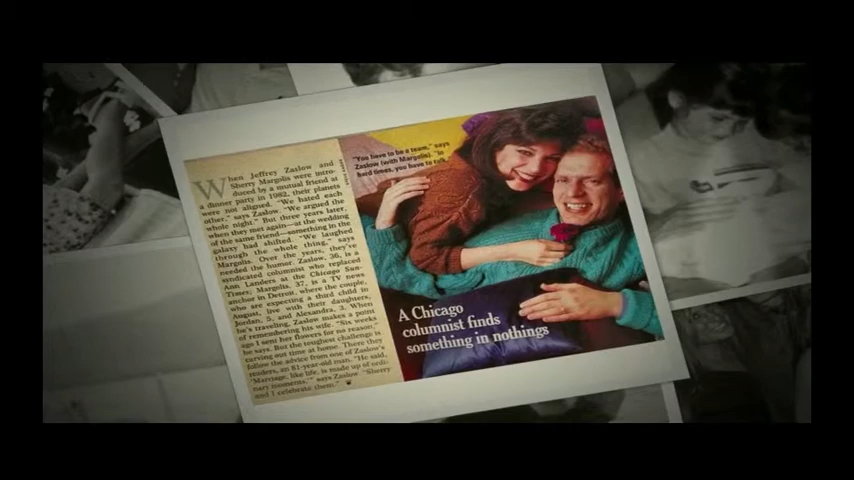 When Jeffrey Zaslow and
Sherry Margolis were intro-
duced by a mutual friend at
a dinner party in 1982, their planets
were not aligned. "We hated each
other," says Zaslow. "We argued the
whole night." But three years later,
when they met again—at the wedding
of the same friend—something in the
galaxy had shifted. "We laughed
through the whole thing," says
Margolis. Over the years, they've
needed the humor. Zaslow, 36, is a
syndicated columnist who replaced
Ann Landers at the Chicago Sun-
Times; Margolis, 37, is a TV news
anchor in Detroit, where the couple,
who are expecting a third child in
August, live with their daughters,
Jordan, 5, and Alexandra, 3. When
he's traveling, Zaslow makes a point
of remembering his wife. "Six weeks
ago I sent her flowers for no reason,"
he says. But the toughest challenge is
carving out time at home. There they
follow the advice from one of Zaslow's
readers, an 81-year-old man. "He said,
'Marriage, like life, is made up of ordi-
nary moments,'" says Zaslow. "Sherry
and I celebrate them."
"You have to be a team," says
Zaslow (with Margolis). "In
hard times, you have to talk."
A Chicago
columnist finds
something in nothings